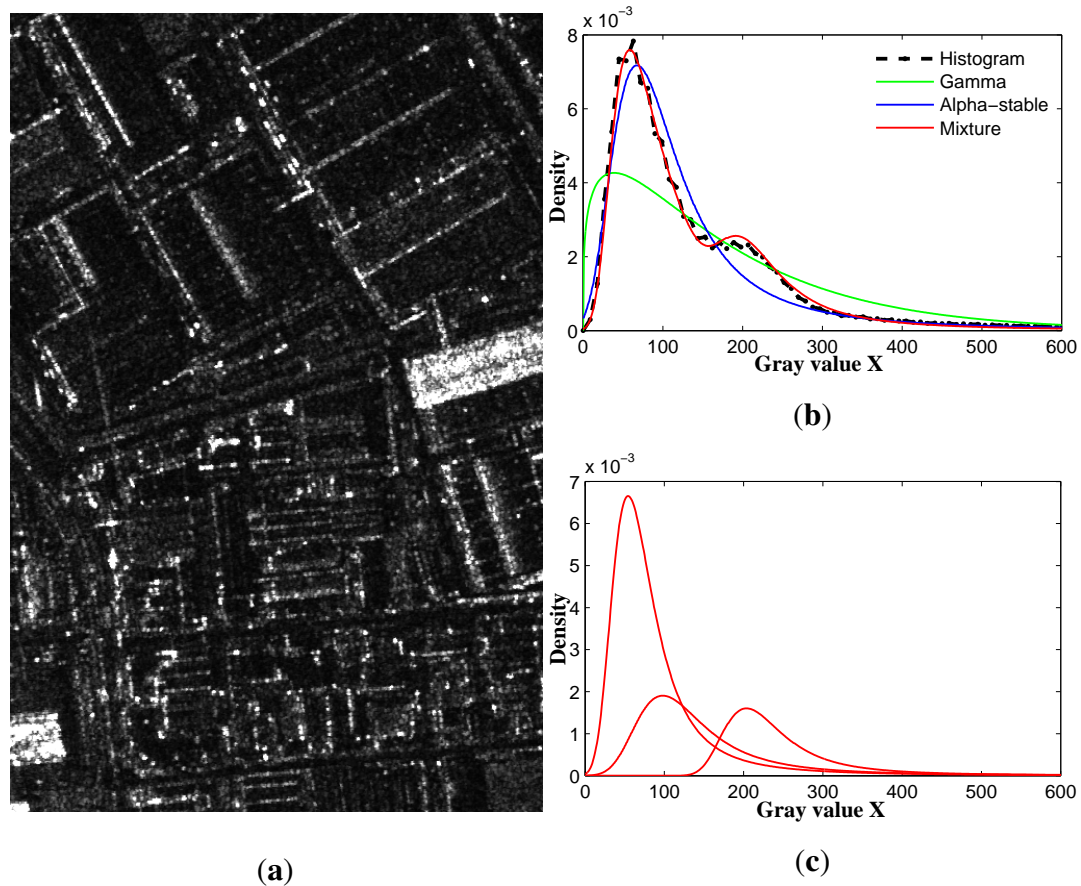 x 10⁻³
8
6
4
2
0
Density
0 100 200 300 400 500 600
Gray value X
Histogram
Gamma
Alpha−stable
Mixture
(b)
x 10⁻³
7
6
5
4
3
2
1
0
Density
0 100 200 300 400 500 600
Gray value X
(a)
(c)